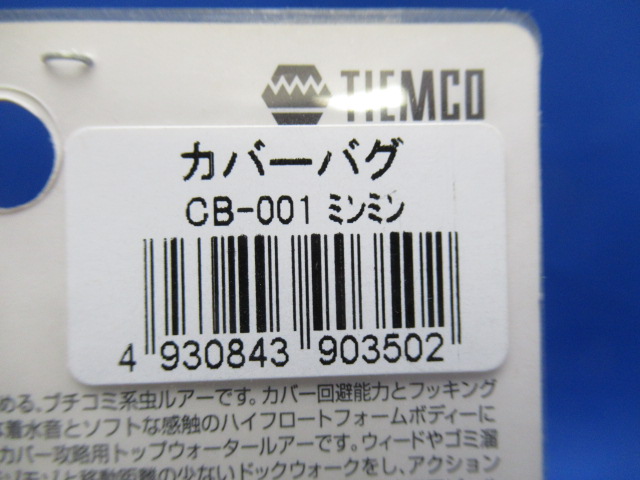 TIEMCO
カバーバグ
CB-001 ミンミン
4 930843 903502
める、プチコミ系虫ルアーです。カバー回避能力とフッキング
着水音とソフトな感触のハイフロートフォームボディーに
カバー攻略用トップウォータールアーです。ウィードやゴミ溜
と移動距離の少ないドックウォークをし、アクション